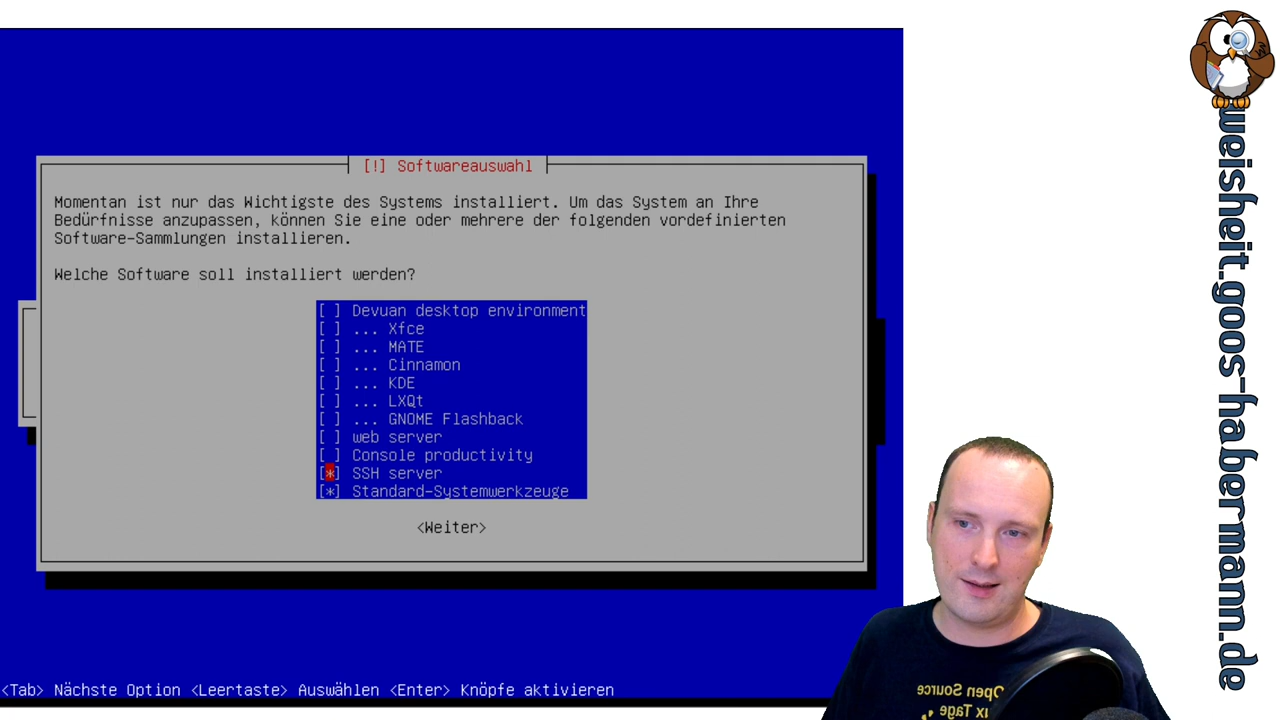 [!] Softwareauswahl
Momentan ist nur das Wichtigste des Systems installiert. Um das System an Ihre
Bedürfnisse anzupassen, können Sie eine oder mehrere der folgenden vordefinierten
Software-Sammlungen installieren.
Welche Software soll installiert werden?
[ ] Devuan desktop environment
[ ] ... Xfce
[ ] ... MATE
[ ] ... Cinnamon
[ ] ... KDE
[ ] ... LXQt
[ ] ... GNOME Flashback
[ ] web server
[ ] Console productivity
[*] SSH server
[*] Standard-Systemwerkzeuge
<Weiter>
<Tab> Nächste Option <Leertaste> Auswählen <Enter> Knöpfe aktivieren
weisheit.goos-habermann.de
Open Source
ux Tage